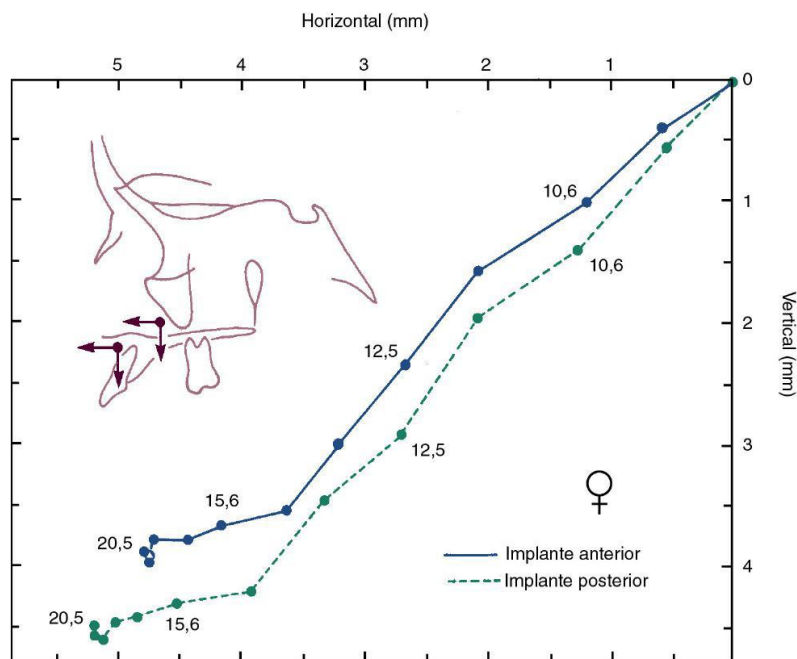 Horizontal (mm)
5 4 3 2 1
0
1
2
3
4
Vertical (mm)
10,6
10,6
12,5
12,5
15,6
15,6
20,5
20,5
♀
Implante anterior
Implante posterior